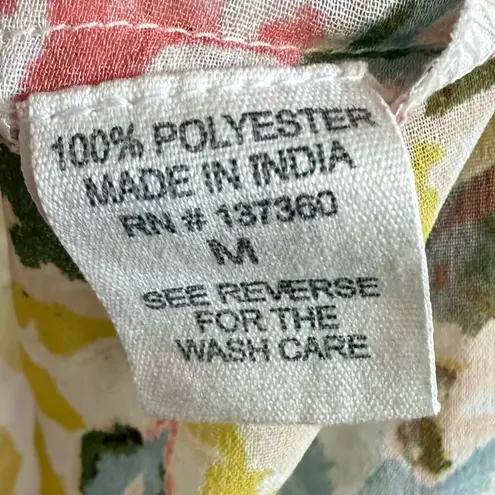 100% POLYESTER
MADE IN INDIA
RN # 137360
M
SEE REVERSE
FOR THE
WASH CARE